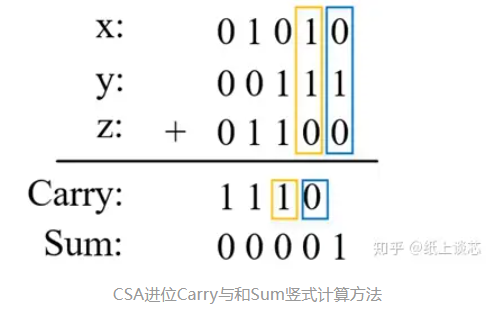 x: 0 1 0 1 0
y: 0 0 1 1 1
z: + 0 1 1 0 0
Carry: 1 1 1 0
Sum: 0 0 0 0 1
知乎 @纸上谈芯
CSA进位Carry与和Sum竖式计算方法